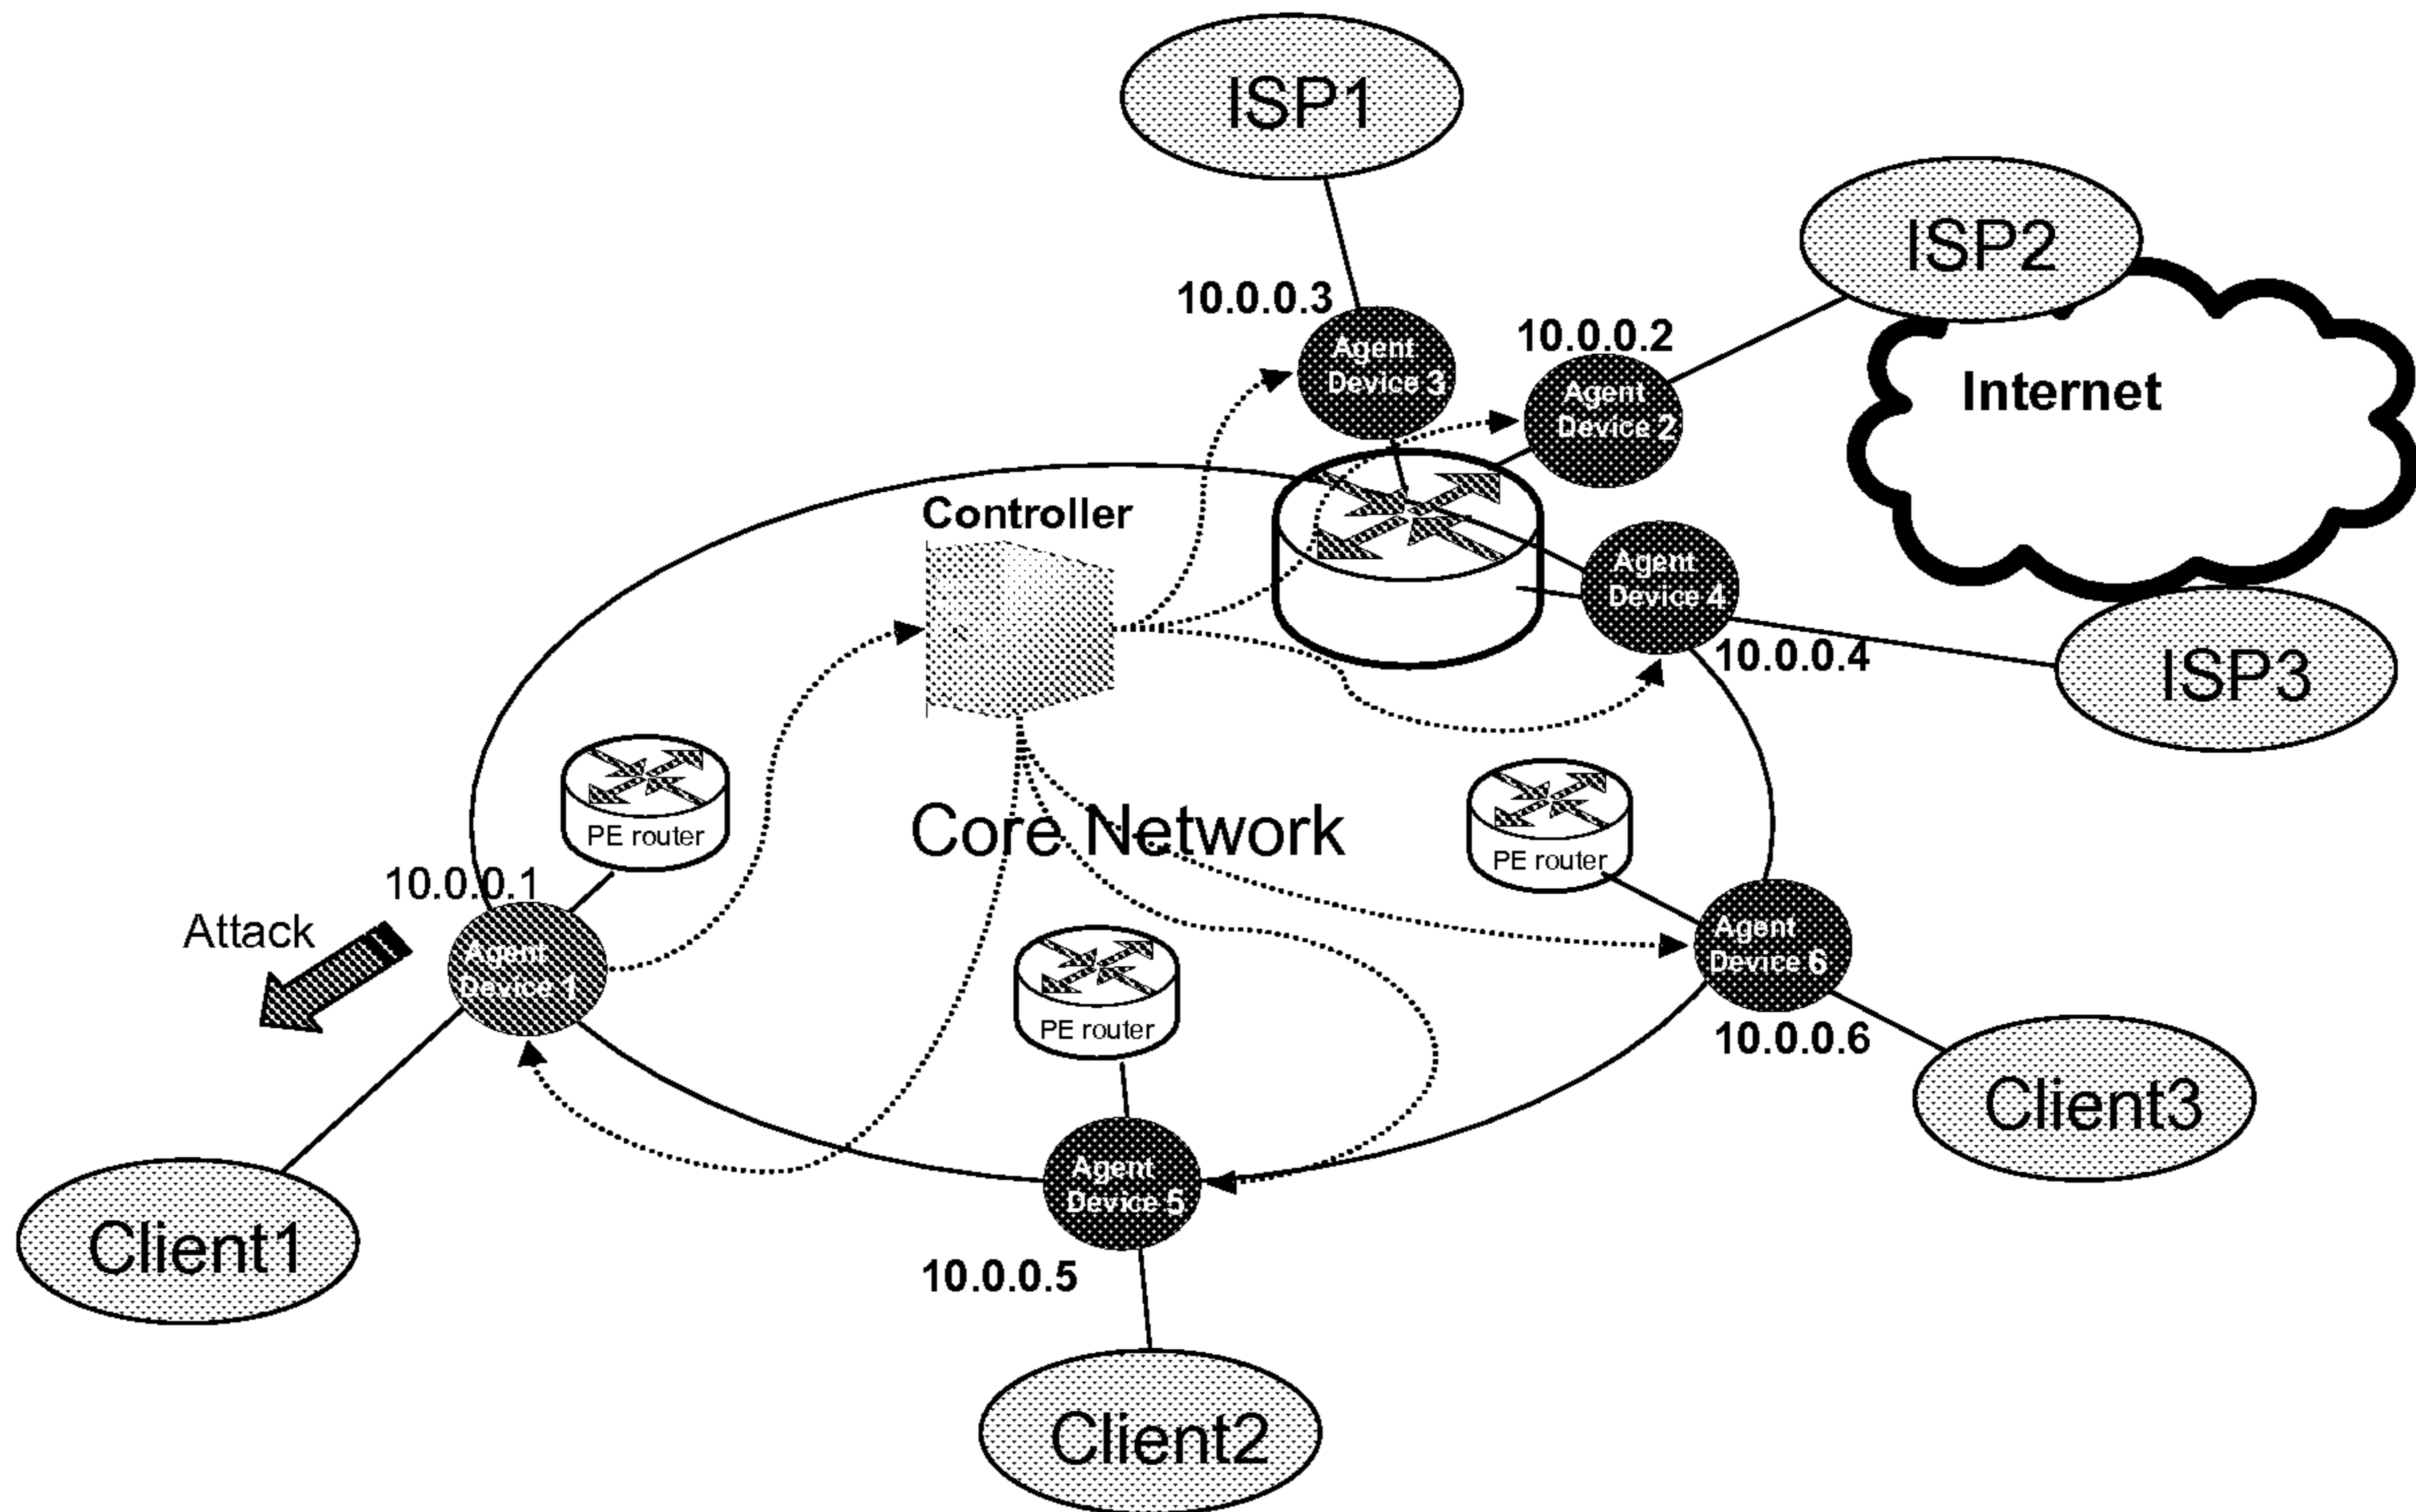 ISP1
ISP2
10.0.0.3
10.0.0.2
Agent
Device 3
Agent
Device 2
Internet
Controller
Agent
Device 4
10.0.0.4
ISP3
PE router
Core Network
PE router
10.0.0.1
Attack
Agent
Device 1
Agent
Device 6
PE router
10.0.0.6
Client3
Agent
Device 5
Client1
10.0.0.5
Client2